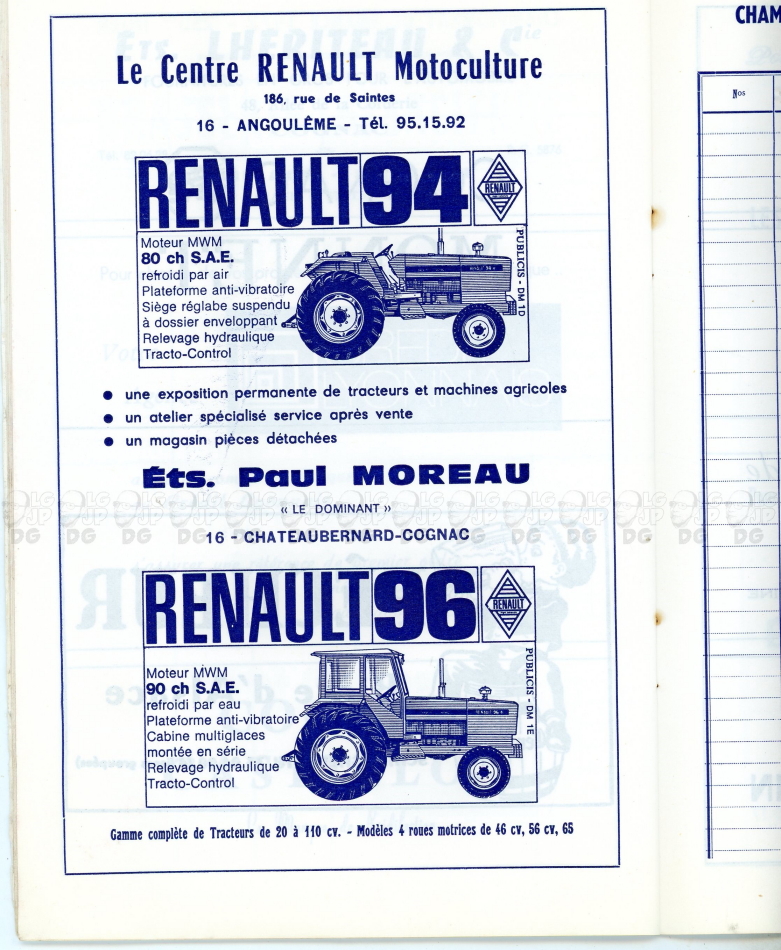 Le Centre RENAULT Motoculture
186, rue de Saintes
16 - ANGOULÊME - Tél. 95.15.92
RENAULT 94
RENAULT
Moteur MWM
80 ch S.A.E.
refroidi par air
Plateforme anti-vibratoire
Siège réglabe suspendu
à dossier enveloppant
Relevage hydraulique
Tracto-Control
PUBLICIS - DM 1D
● une exposition permanente de tracteurs et machines agricoles
● un atelier spécialisé service après vente
● un magasin pièces détachées
Éts. Paul MOREAU
« LE DOMINANT »
16 - CHATEAUBERNARD-COGNAC
RENAULT 96
RENAULT
Moteur MWM
90 ch S.A.E.
refroidi par eau
Plateforme anti-vibratoire
Cabine multiglaces
montée en série
Relevage hydraulique
Tracto-Control
PUBLICIS - DM 1E
Gamme complète de Tracteurs de 20 à 110 cv. - Modèles 4 roues motrices de 46 cv, 56 cv, 65
CHAM
Nos